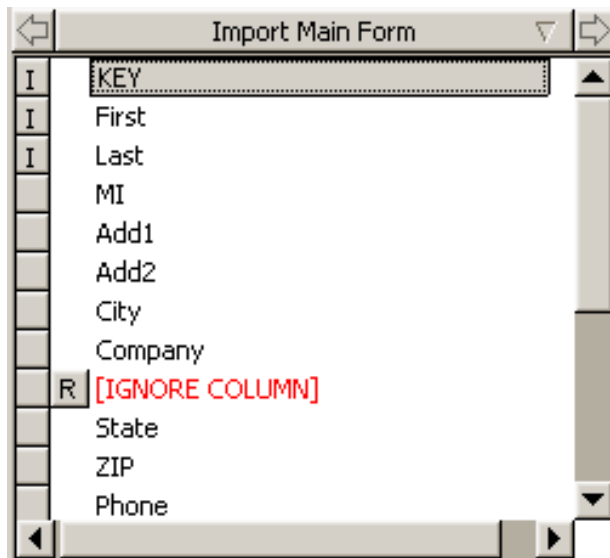 Import Main Form
I KEY
I First
I Last
MI
Add1
Add2
City
Company
R [IGNORE COLUMN]
State
ZIP
Phone